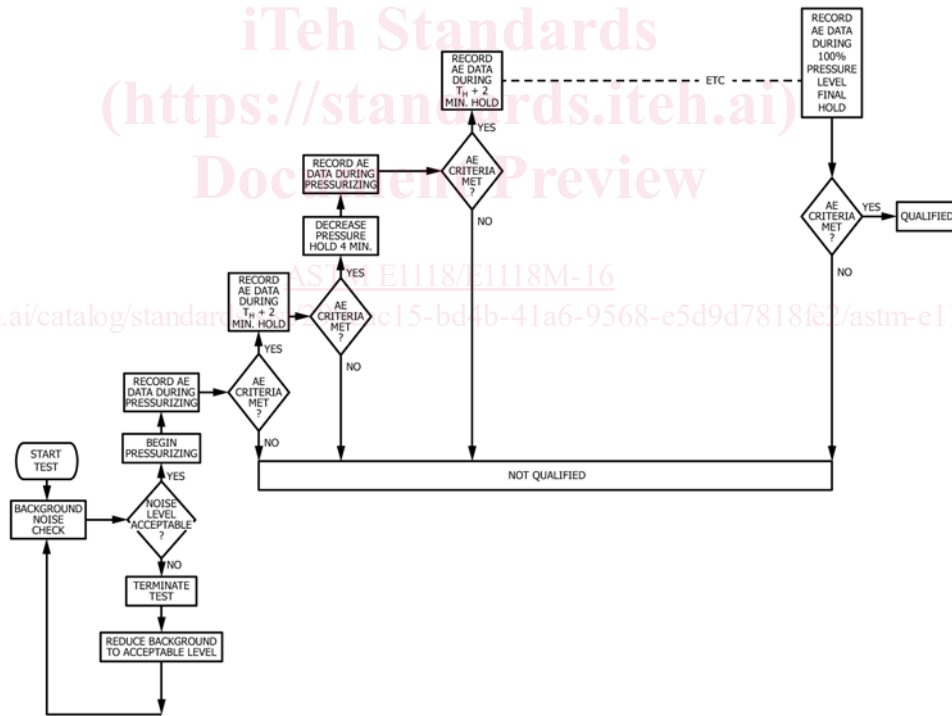 iTeh Standards
(https://standards.iteh.ai)
Document Preview
ASTM E1118/E1118M-16
RECORD
AE DATA
DURING
100%
PRESSURE
LEVEL
FINAL
HOLD
RECORD
AE DATA
DURING
TH + 2
MIN. HOLD
ETC
YES
AE
CRITERIA
MET
?
NO
RECORD AE
DATA DURING
PRESSURIZING
DECREASE
PRESSURE
HOLD 4 MIN.
YES
AE
CRITERIA
MET
?
NO
AE
CRITERIA
MET
?
YES
QUALIFIED
NO
RECORD
AE DATA
DURING
TH + 2
MIN. HOLD
YES
AE
CRITERIA
MET
?
NO
RECORD AE
DATA DURING
PRESSURIZING
BEGIN
PRESSURIZING
YES
START
TEST
BACKGROUND
NOISE
CHECK
NOISE
LEVEL
ACCEPTABLE
?
NO
NOT QUALIFIED
TERMINATE
TEST
REDUCE BACKGROUND
TO ACCEPTABLE LEVEL